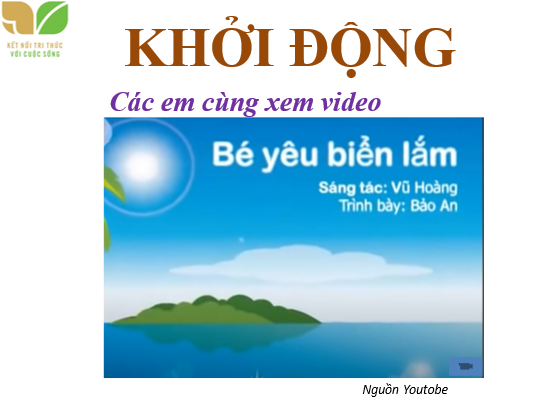 KẾT NỐI TRI THỨC
VỚI CUỘC SỐNG
KHỞI ĐỘNG
Các em cùng xem video
Bé yêu biển lắm
Sáng tác: Vũ Hoàng
Trình bày: Bảo An
Nguồn Youtobe